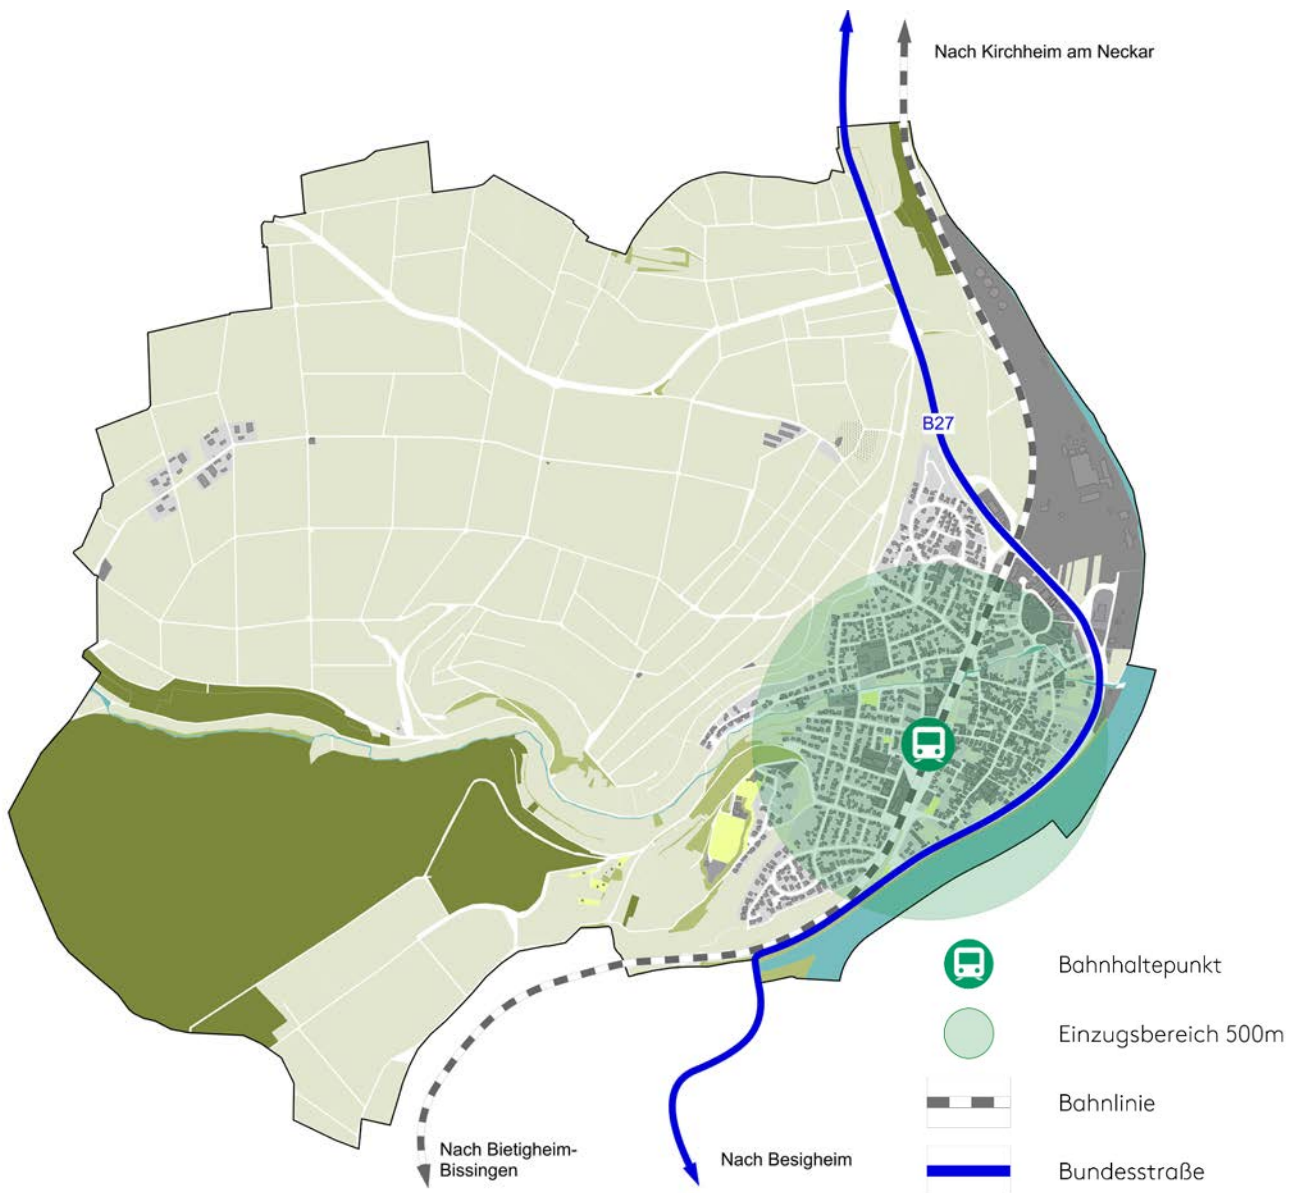 Nach Kirchheim am Neckar
B27
Bahnhaltepunkt
Einzugsbereich 500m
Bahnlinie
Nach Bietigheim-
Bissingen
Nach Besigheim
Bundesstraße